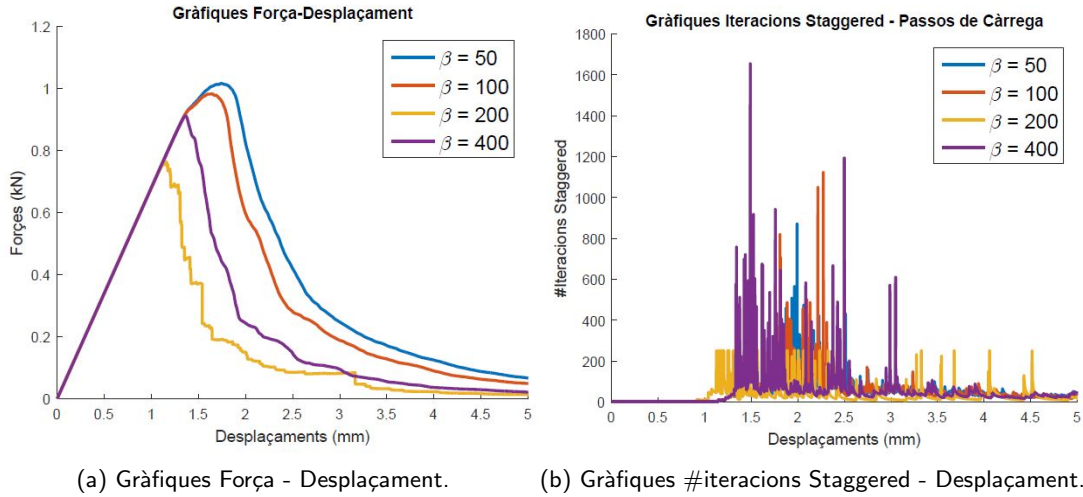 Gràfiques Força-Desplaçament
1.2
1
0.8
0.6
0.4
0.2
0
Forçes (kN)
β = 50
β = 100
β = 200
β = 400
0 0.5 1 1.5 2 2.5 3 3.5 4 4.5 5
Desplaçaments (mm)
(a) Gràfiques Força - Desplaçament.
Gràfiques Iteracions Staggered - Passos de Càrrega
1800
1600
1400
1200
1000
800
600
400
200
0
#Iteracions Staggered
β = 50
β = 100
β = 200
β = 400
0 0.5 1 1.5 2 2.5 3 3.5 4 4.5 5
Desplaçaments (mm)
(b) Gràfiques #iteracions Staggered - Desplaçament.